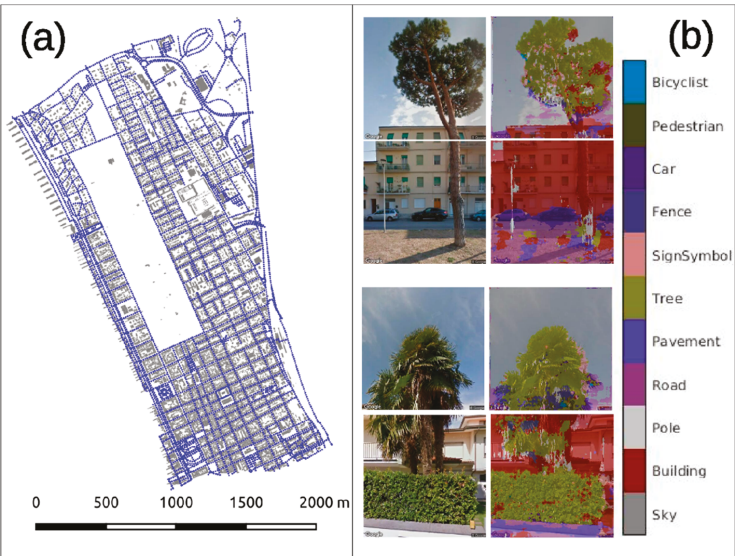 (a)
(b)
0 500 1000 1500 2000 m
Bicyclist
Pedestrian
Car
Fence
SignSymbol
Tree
Pavement
Road
Pole
Building
Sky
Google
Google
Google